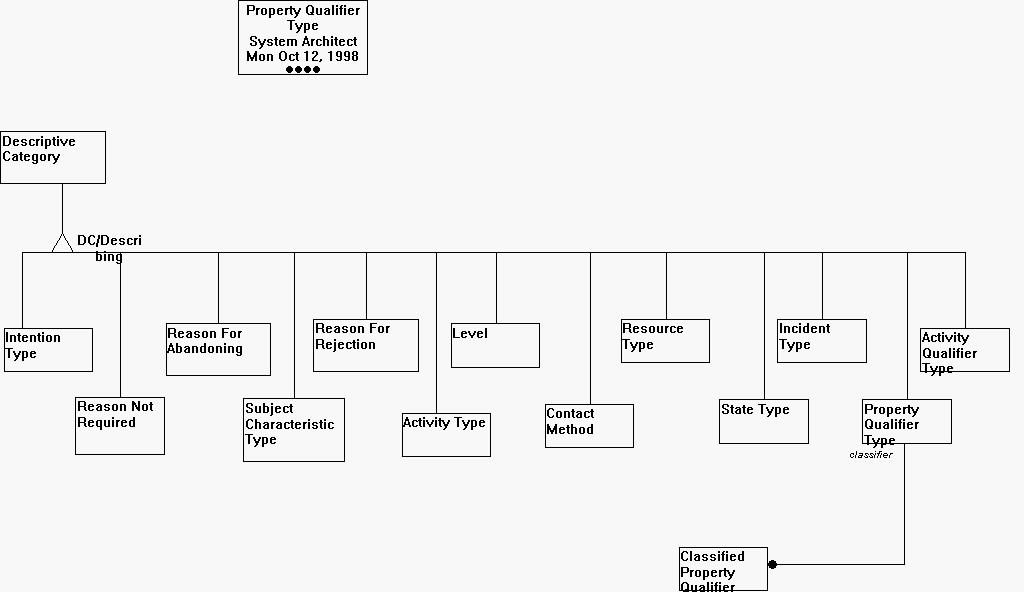 Property Qualifier
Type
System Architect
Mon Oct 12, 1998
Descriptive
Category
DC/Descri
bing
Intention
Type
Reason Not
Required
Reason For
Abandoning
Subject
Characteristic
Type
Reason For
Rejection
Activity Type
Level
Contact
Method
Resource
Type
State Type
Incident
Type
Property
Qualifier
Type
classifier
Activity
Qualifier
Type
Classified
Property
Qualifier